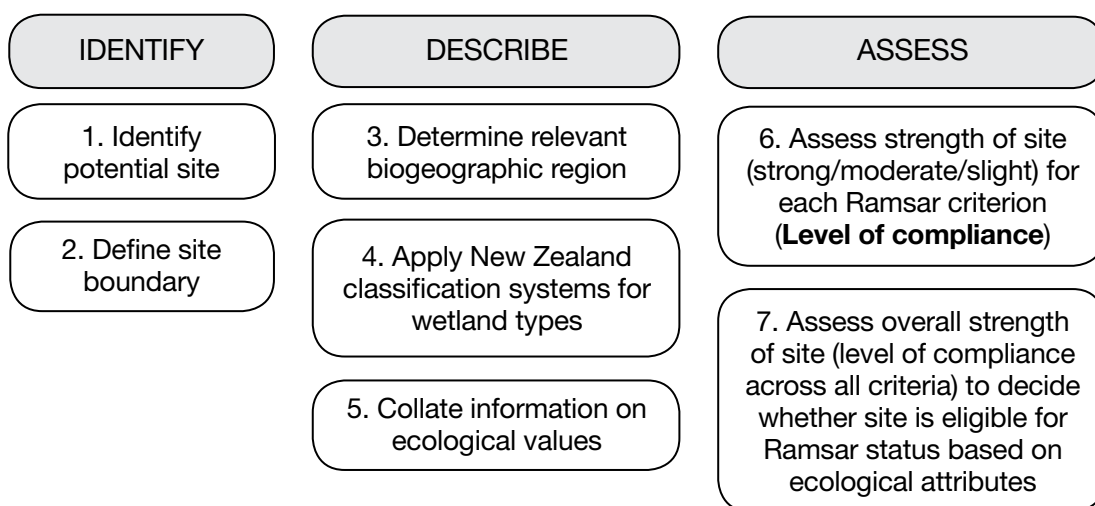 IDENTIFY
1. Identify
potential site
2. Define site
boundary
DESCRIBE
3. Determine relevant
biogeographic region
4. Apply New Zealand
classification systems for
wetland types
5. Collate information on
ecological values
ASSESS
6. Assess strength of site
(strong/moderate/slight) for
each Ramsar criterion
(Level of compliance)
7. Assess overall strength
of site (level of compliance
across all criteria) to decide
whether site is eligible for
Ramsar status based on
ecological attributes